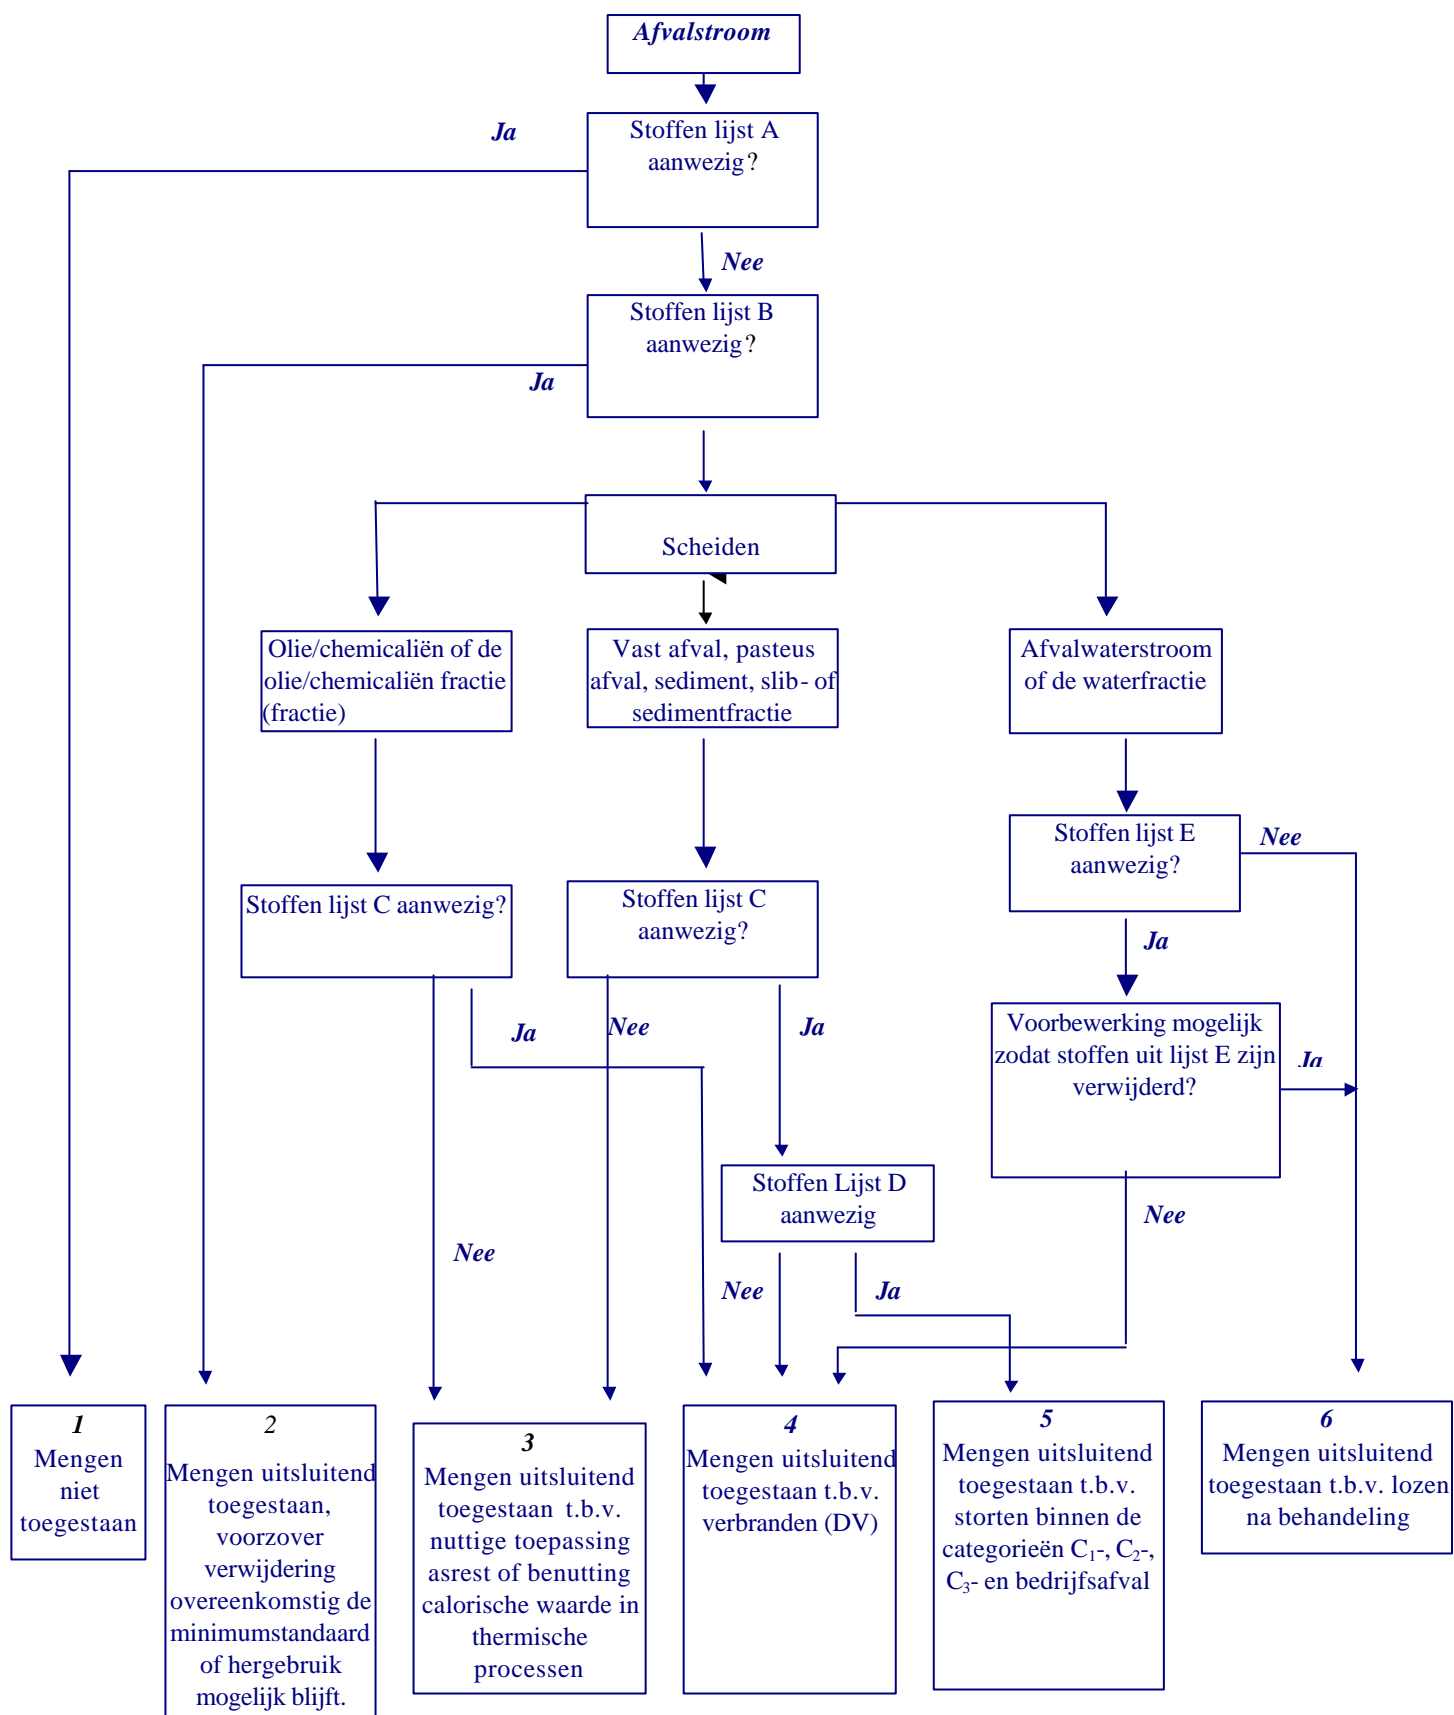 Afvalstroom
Stoffen lijst A
aanwezig?
Ja
Nee
Stoffen lijst B
aanwezig?
Ja
Scheiden
Olie/chemicaliën of de
olie/chemicaliën fractie
(fractie)
Vast afval, pasteus
afval, sediment, slib- of
sedimentfractie
Afvalwaterstroom
of de waterfractie
Stoffen lijst E
aanwezig?
Nee
Stoffen lijst C aanwezig?
Stoffen lijst C
aanwezig?
Ja
Ja
Nee
Ja
Voorbewerking mogelijk
zodat stoffen uit lijst E zijn
verwijderd?
Ja
Stoffen Lijst D
aanwezig
Nee
Nee
Nee
Ja
1
Mengen
niet
toegestaan
2
Mengen uitsluitend
toegestaan,
voorzover
verwijdering
overeenkomstig de
minimumstandaard
of hergebruik
mogelijk blijft.
3
Mengen uitsluitend
toegestaan t.b.v.
nuttige toepassing
asrest of benutting
calorische waarde in
thermische
processen
4
Mengen uitsluitend
toegestaan t.b.v.
verbranden (DV)
5
Mengen uitsluitend
toegestaan t.b.v.
storten binnen de
categorieën C₁-, C₂-,
C₃- en bedrijfsafval
6
Mengen uitsluitend
toegestaan t.b.v. lozen
na behandeling